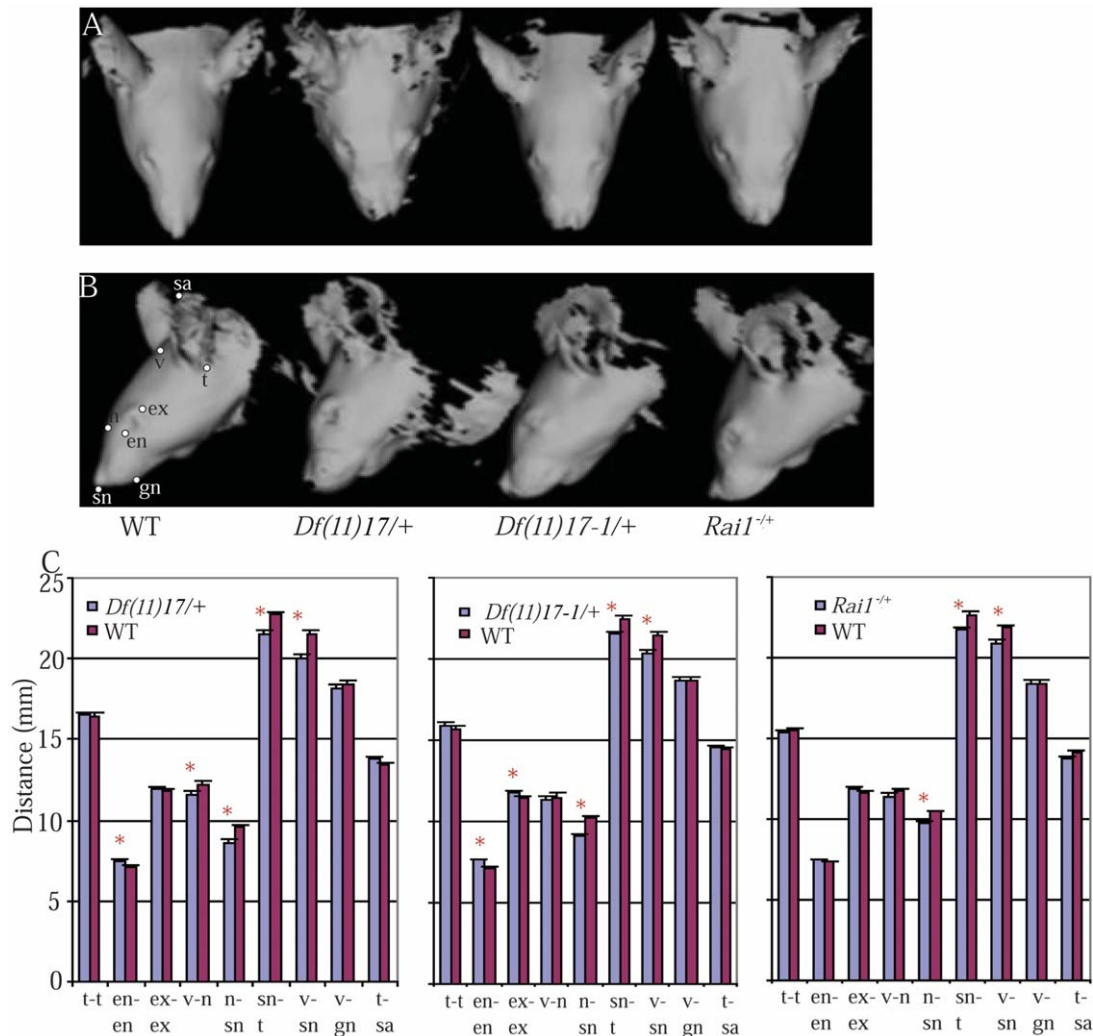 A
B
sa
v
t
ex
n
en
sn
gn
WT
Df(11)17/+
Df(11)17-1/+
Rai1-/+
C
Distance (mm)
25
20
15
10
5
0
Df(11)17/+
WT
* * * * *
t-t en-en ex-ex v-n n-sn sn-t v-sn v-gn t-sa
Df(11)17-1/+
WT
* * * * *
t-t en-en ex-ex v-n n-sn sn-t v-sn v-gn t-sa
Rai1-/+
WT
* * *
t-t en-en ex-ex v-n n-sn sn-t v-sn v-gn t-sa